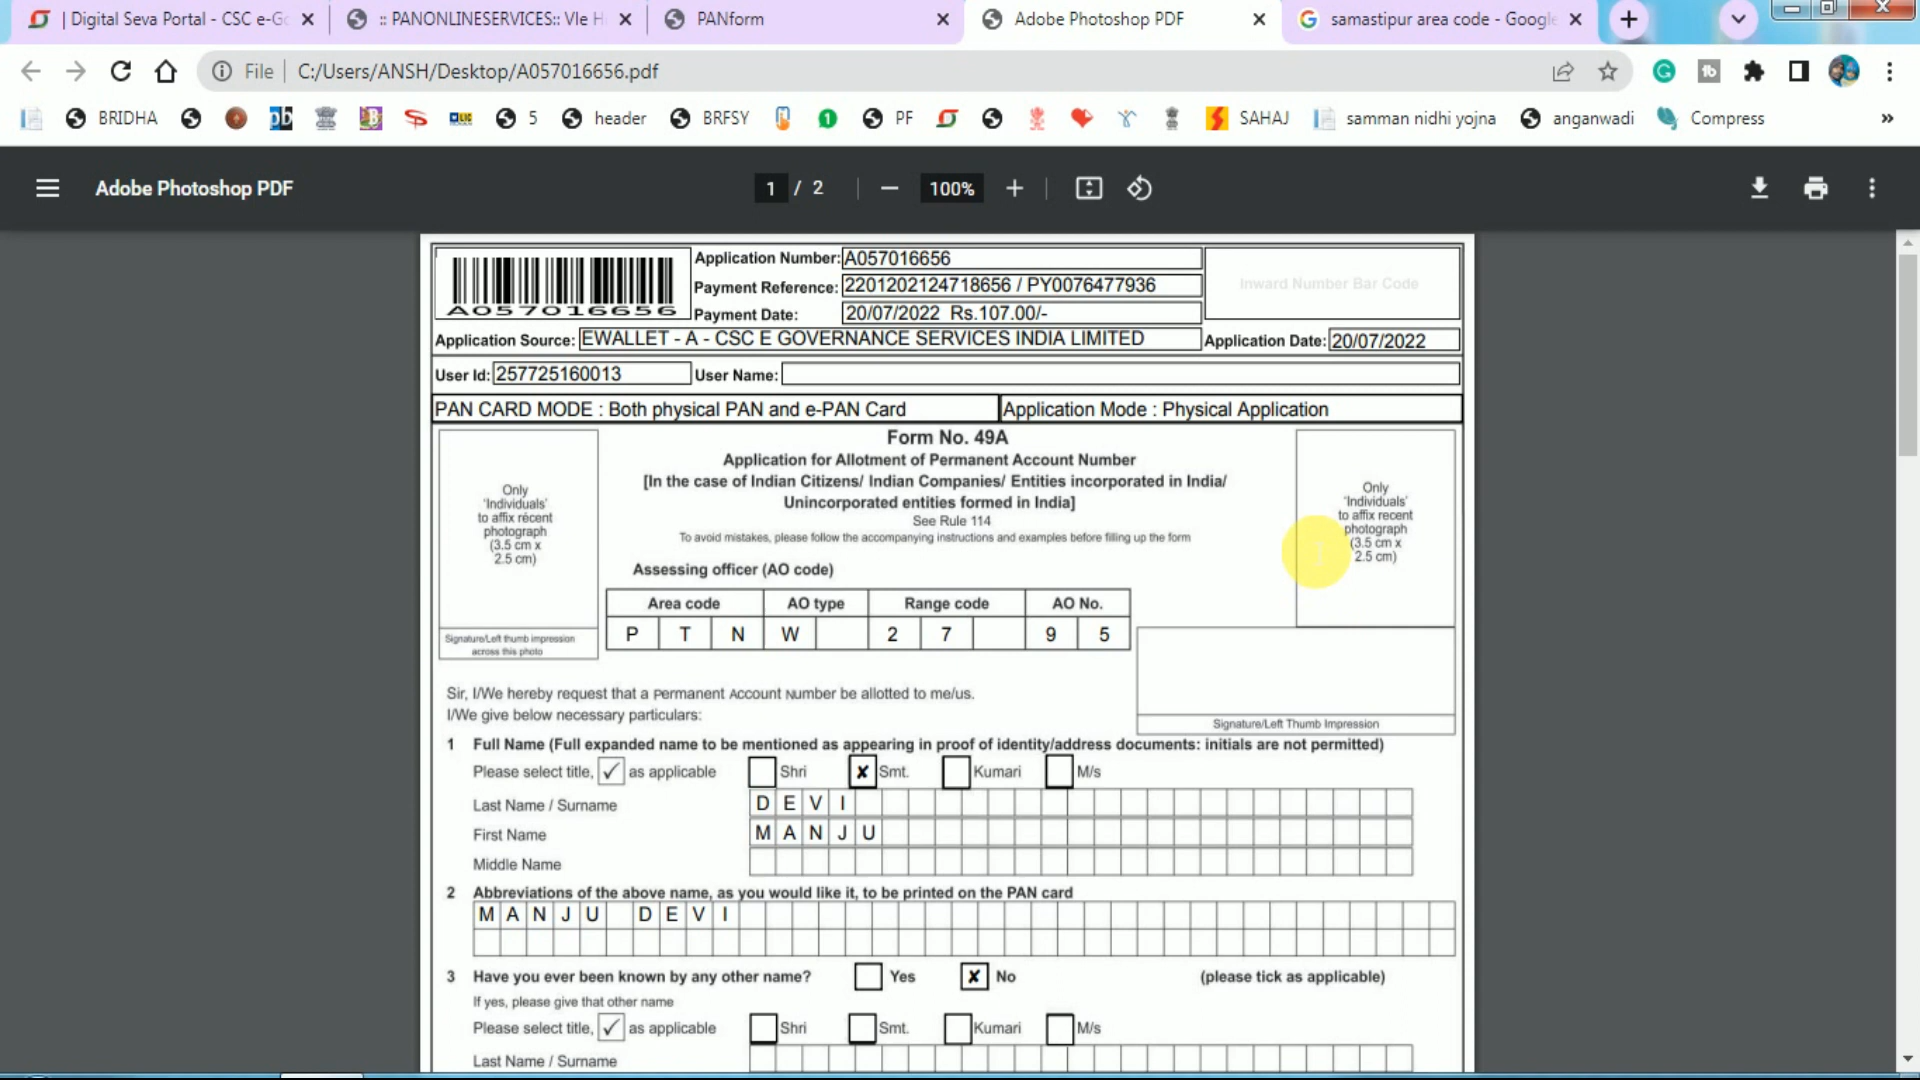 | Digital Seva Portal - CSC e-Go
:: PANONLINESERVICES:: Vle H
PANform
Adobe Photoshop PDF
samastipur area code - Google
File | C:/Users/ANSH/Desktop/A057016656.pdf
BRIDHA
5
header
BRFSY
PF
SAHAJ
samman nidhi yojna
anganwadi
Compress
»
Adobe Photoshop PDF
1 / 2
100%
A057016656
Application Number: A057016656
Payment Reference: 2201202124718656 / PY0076477936
Payment Date: 20/07/2022 Rs.107.00/-
Inward Number Bar Code
Application Source: EWALLET - A - CSC E GOVERNANCE SERVICES INDIA LIMITED
Application Date: 20/07/2022
User Id: 257725160013
User Name:
PAN CARD MODE : Both physical PAN and e-PAN Card
Application Mode : Physical Application
Only
'Individuals'
to affix recent
photograph
(3.5 cm x
2.5 cm)
Signature/Left thumb impression
across this photo
Form No. 49A
Application for Allotment of Permanent Account Number
[In the case of Indian Citizens/ Indian Companies/ Entities incorporated in India/
Unincorporated entities formed in India]
See Rule 114
To avoid mistakes, please follow the accompanying instructions and examples before filling up the form
Only
'Individuals'
to affix recent
photograph
(3.5 cm x
2.5 cm)
Assessing officer (AO code)
Area code AO type Range code AO No.
P T N W 2 7 9 5
Signature/Left Thumb Impression
Sir, I/We hereby request that a Permanent Account Number be allotted to me/us.
I/We give below necessary particulars:
1 Full Name (Full expanded name to be mentioned as appearing in proof of identity/address documents: initials are not permitted)
Please select title, ✓ as applicable Shri ✘ Smt. Kumari M/s
Last Name / Surname D E V I
First Name M A N J U
Middle Name
2 Abbreviations of the above name, as you would like it, to be printed on the PAN card
M A N J U D E V I
3 Have you ever been known by any other name? Yes ✘ No (please tick as applicable)
If yes, please give that other name
Please select title, ✓ as applicable Shri Smt. Kumari M/s
Last Name / Surname